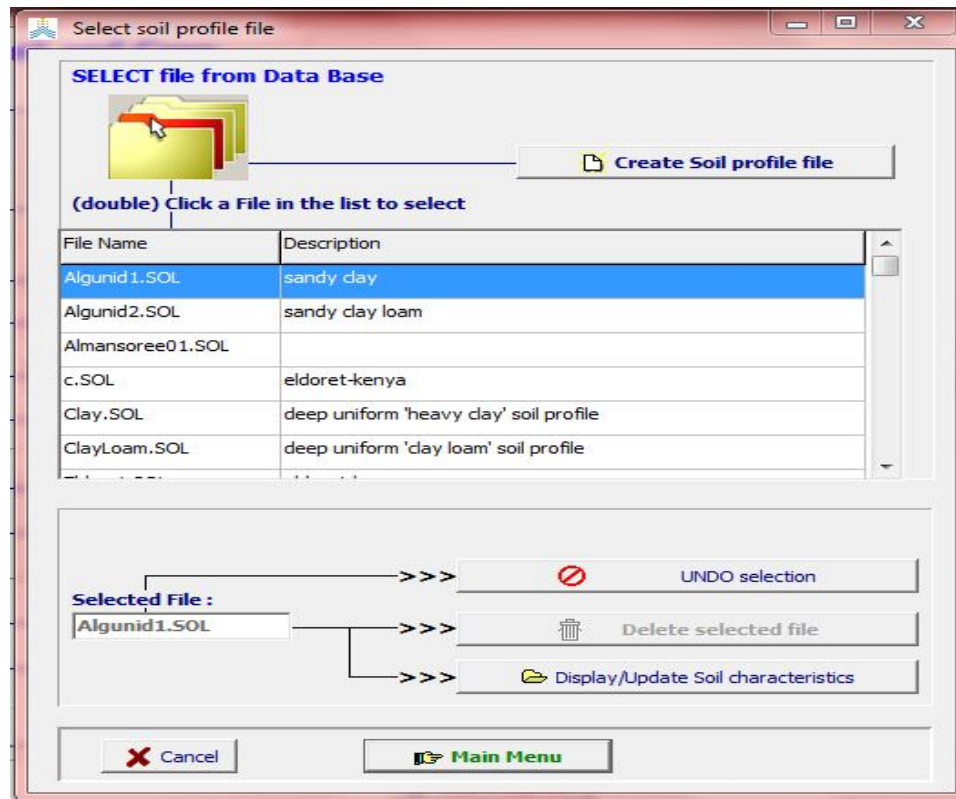 Select soil profile file
SELECT file from Data Base
Create Soil profile file
(double) Click a File in the list to select
File Name Description
Algunid1.SOL sandy clay
Algunid2.SOL sandy clay loam
Almansoree01.SOL
c.SOL eldoret-kenya
Clay.SOL deep uniform 'heavy clay' soil profile
ClayLoam.SOL deep uniform 'clay loam' soil profile
>>> UNDO selection
Selected File :
Algunid1.SOL >>> Delete selected file
>>> Display/Update Soil characteristics
Cancel Main Menu